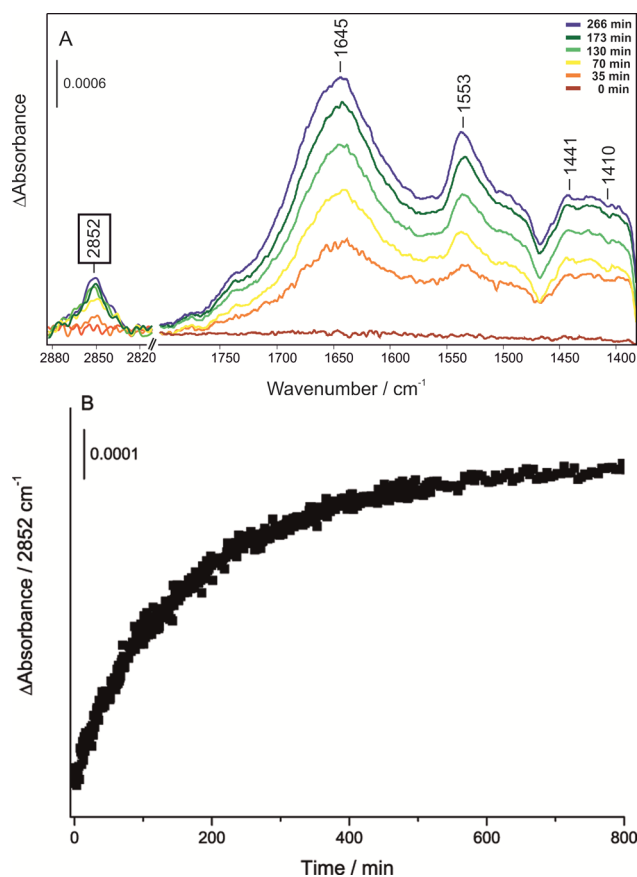 A
0.0006
1645
1553
1441
1410
2852
266 min
173 min
130 min
70 min
35 min
0 min
ΔAbsorbance
2880 2850 2820 // 1750 1700 1650 1600 1550 1500 1450 1400
Wavenumber / cm⁻¹
B
0.0001
ΔAbsorbance / 2852 cm⁻¹
0 200 400 600 800
Time / min